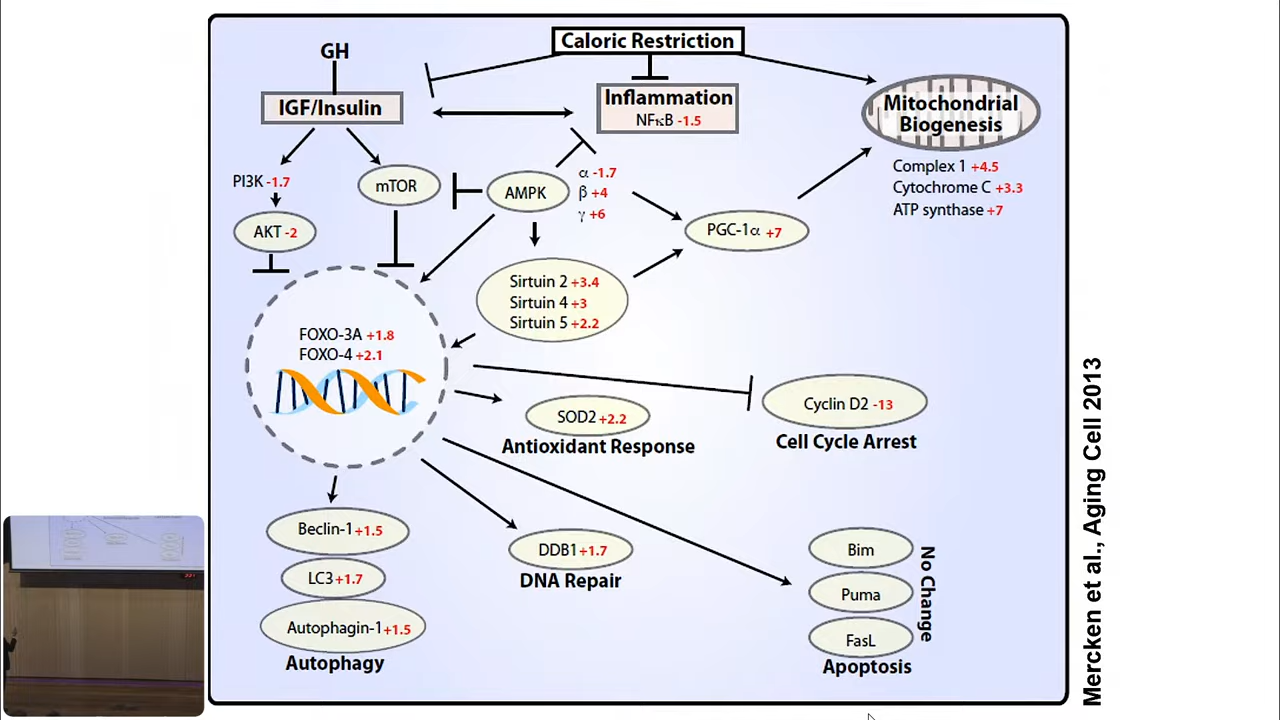 Caloric Restriction
GH
IGF/Insulin
Inflammation
NFκB -1.5
Mitochondrial
Biogenesis
Complex 1 +4.5
Cytochrome C +3.3
ATP synthase +7
PI3K -1.7
mTOR
AMPK
α -1.7
β +4
γ +6
AKT -2
PGC-1α +7
Sirtuin 2 +3.4
Sirtuin 4 +3
Sirtuin 5 +2.2
FOXO-3A +1.8
FOXO-4 +2.1
SOD2 +2.2
Antioxidant Response
Cyclin D2 -13
Cell Cycle Arrest
Beclin-1 +1.5
LC3 +1.7
Autophagin-1 +1.5
Autophagy
DDB1 +1.7
DNA Repair
Bim
Puma
FasL
No Change
Apoptosis
Mercken et al., Aging Cell 2013